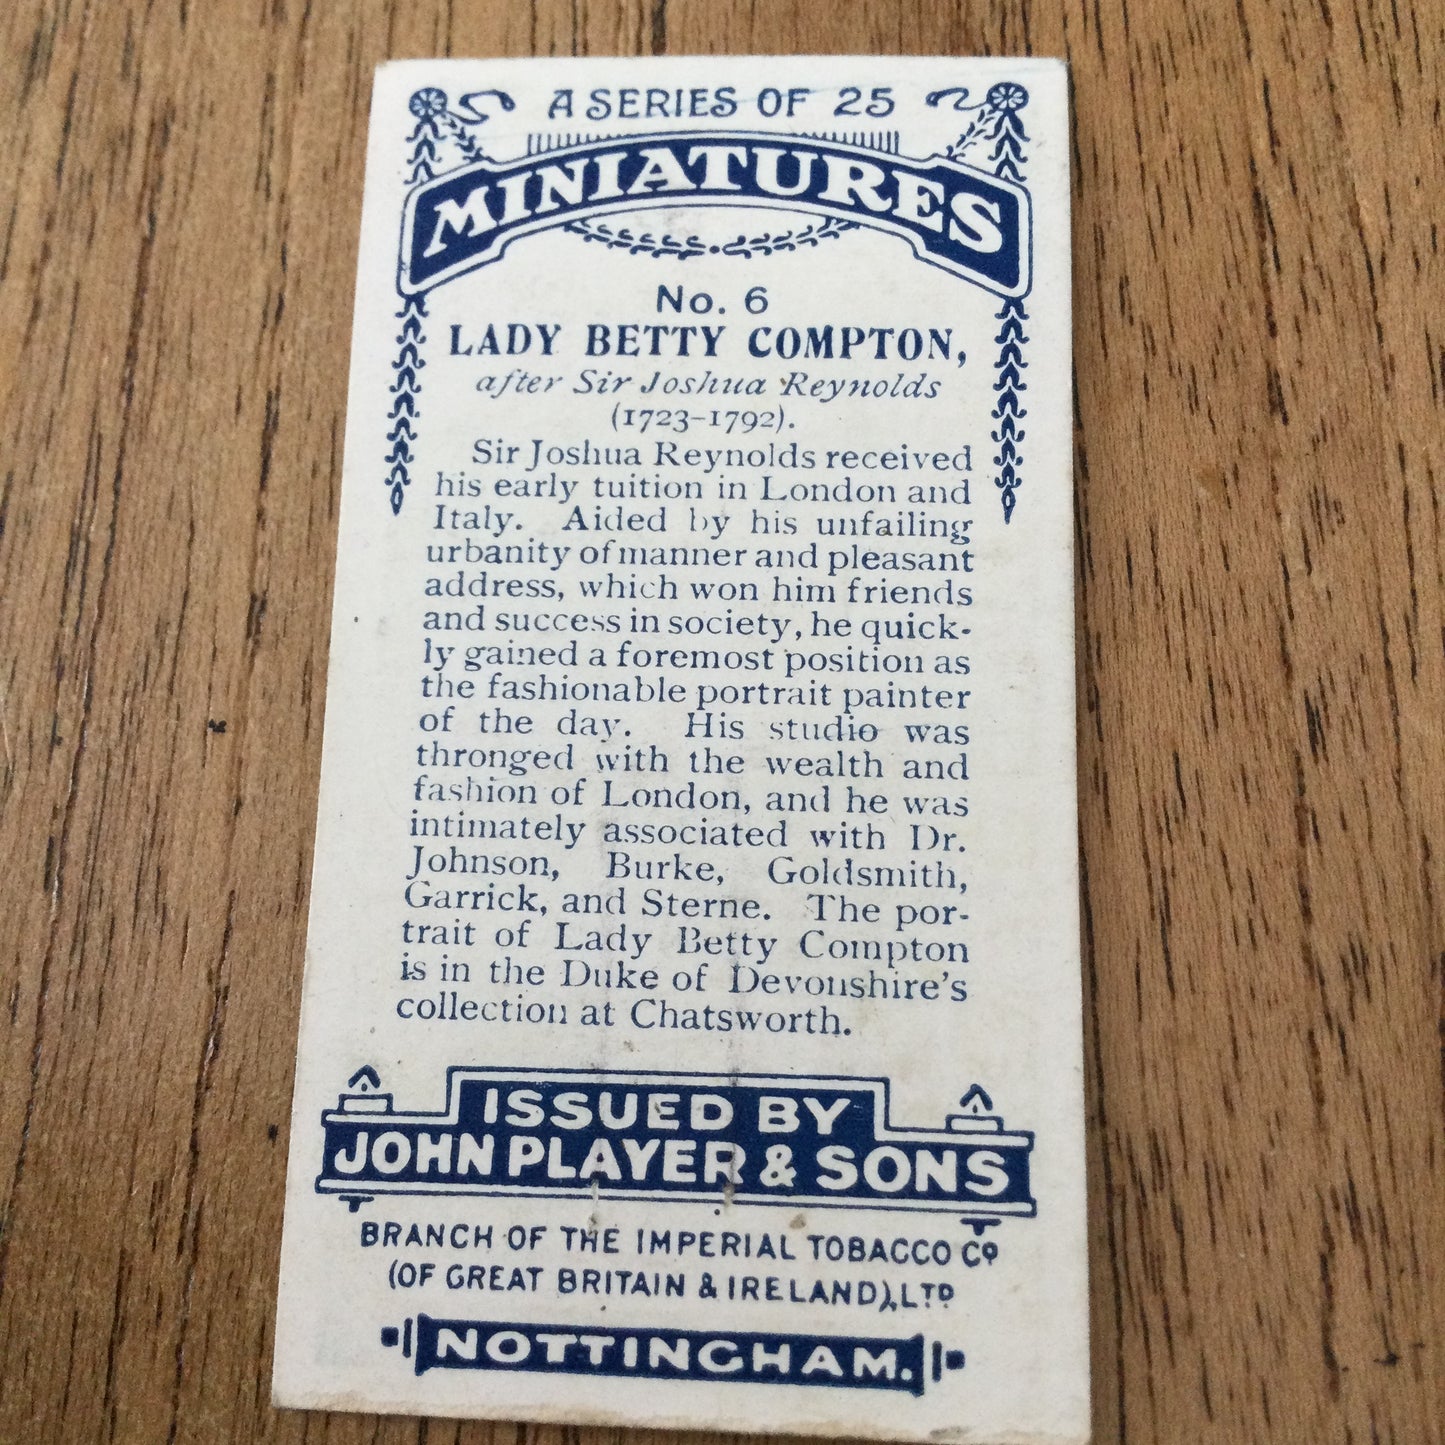 A SERIES OF 25
MINIATURES
No. 6
LADY BETTY COMPTON,
after Sir Joshua Reynolds
(1723-1792).
Sir Joshua Reynolds received
his early tuition in London and
Italy. Aided by his unfailing
urbanity of manner and pleasant
address, which won him friends
and success in society, he quick-
ly gained a foremost position as
the fashionable portrait painter
of the day. His studio was
thronged with the wealth and
fashion of London, and he was
intimately associated with Dr.
Johnson, Burke, Goldsmith,
Garrick, and Sterne. The por-
trait of Lady Betty Compton
is in the Duke of Devonshire's
collection at Chatsworth.
ISSUED BY
JOHN PLAYER & SONS
BRANCH OF THE IMPERIAL TOBACCO CO
(OF GREAT BRITAIN & IRELAND), LTD
NOTTINGHAM.